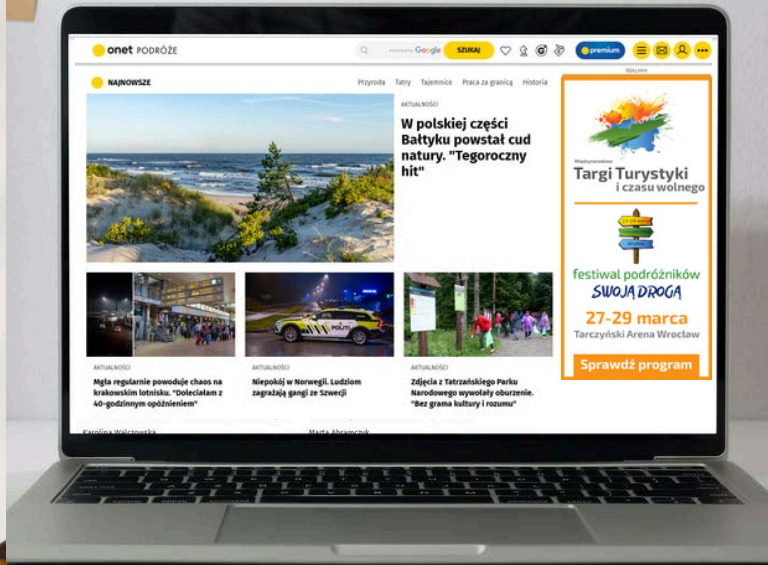 onet PODRÓŻE
Google
SZUKAJ
premium
NAJNOWSZE
Przyroda Tatry Tajemnice Praca za granicą Historia
REKLAMA
AKTUALNOŚCI
W polskiej części
Bałtyku powstał cud
natury. "Tegoroczny
hit"
AKTUALNOŚCI
Mgła regularnie powoduje chaos na
krakowskim lotnisku. "Doleciałam z
40-godzinnym opóźnieniem"
POLITI
AKTUALNOŚCI
Niepokój w Norwegii. Ludziom
zagrażają gangi ze Szwecji
AKTUALNOŚCI
Zdjęcia z Tatrzańskiego Parku
Narodowego wywołały oburzenie.
"Bez grama kultury i rozumu"
Karolina Walczowska
Marta Abramczyk
Międzynarodowe
Targi Turystyki
i czasu wolnego
festiwal podróżników
SWOJĄ DROGĄ
27-29 marca
Tarczyński Arena Wrocław
Sprawdź program